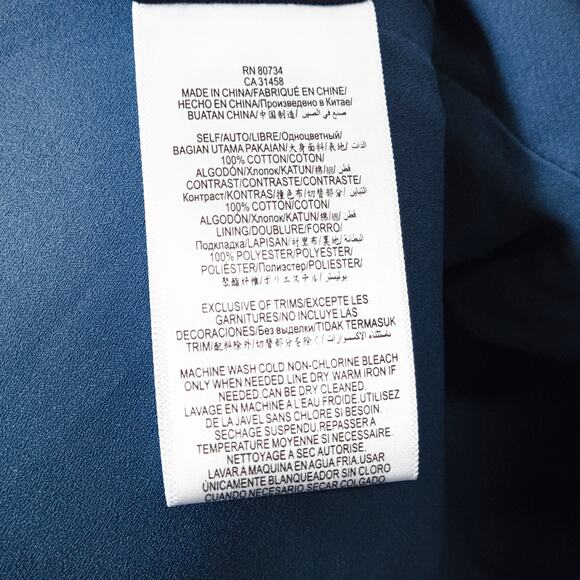 RN 80734
CA 31458
MADE IN CHINA/FABRIQUÉ EN CHINE/
HECHO EN CHINA/Произведено в Китае/
BUATAN CHINA/中国制造/ صنع في الصين
SELF/AUTO/LIBRE/Одноцветный/
BAGIAN UTAMA PAKAIAN/大身面料/表地/ الذات
100% COTTON/COTON/
ALGODÓN/Хлопок/KATUN/棉/綿/ قطن
CONTRAST/CONTRASTE/CONTRASTE/
Контраст/KONTRAS/撞色布/切替部分/ التباين
100% COTTON/COTON/
ALGODÓN/Хлопок/KATUN/棉/綿/ قطن
LINING/DOUBLURE/FORRO/
Подкладка/LAPISAN/衬里布/裏地/ البطانة
100% POLYESTER/POLYESTER/
POLIÉSTER/Полиэстер/POLIESTER/
聚酯纤维/ポリエステル/ بوليستر
EXCLUSIVE OF TRIMS/EXCEPTE LES
GARNITURES/NO INCLUYE LAS
DECORACIONES/Без выделки/TIDAK TERMASUK
TRIM/配料除外/切替部分を除く/ باستثناء الاكسسوارات
MACHINE WASH COLD NON-CHLORINE BLEACH
ONLY WHEN NEEDED.LINE DRY.WARM IRON IF
NEEDED.CAN BE DRY CLEANED.
LAVAGE EN MACHINE A L EAU FROIDE.UTILISEZ
DE LA JAVEL SANS CHLORE SI BESOIN.
SECHAGE SUSPENDU.REPASSER A
TEMPERATURE MOYENNE SI NECESSAIRE.
NETTOYAGE A SEC AUTORISE.
LAVAR A MAQUINA EN AGUA FRIA.USAR
ÚNICAMENTE BLANQUEADOR SIN CLORO
CUANDO NECESARIO SECAR COLGADO